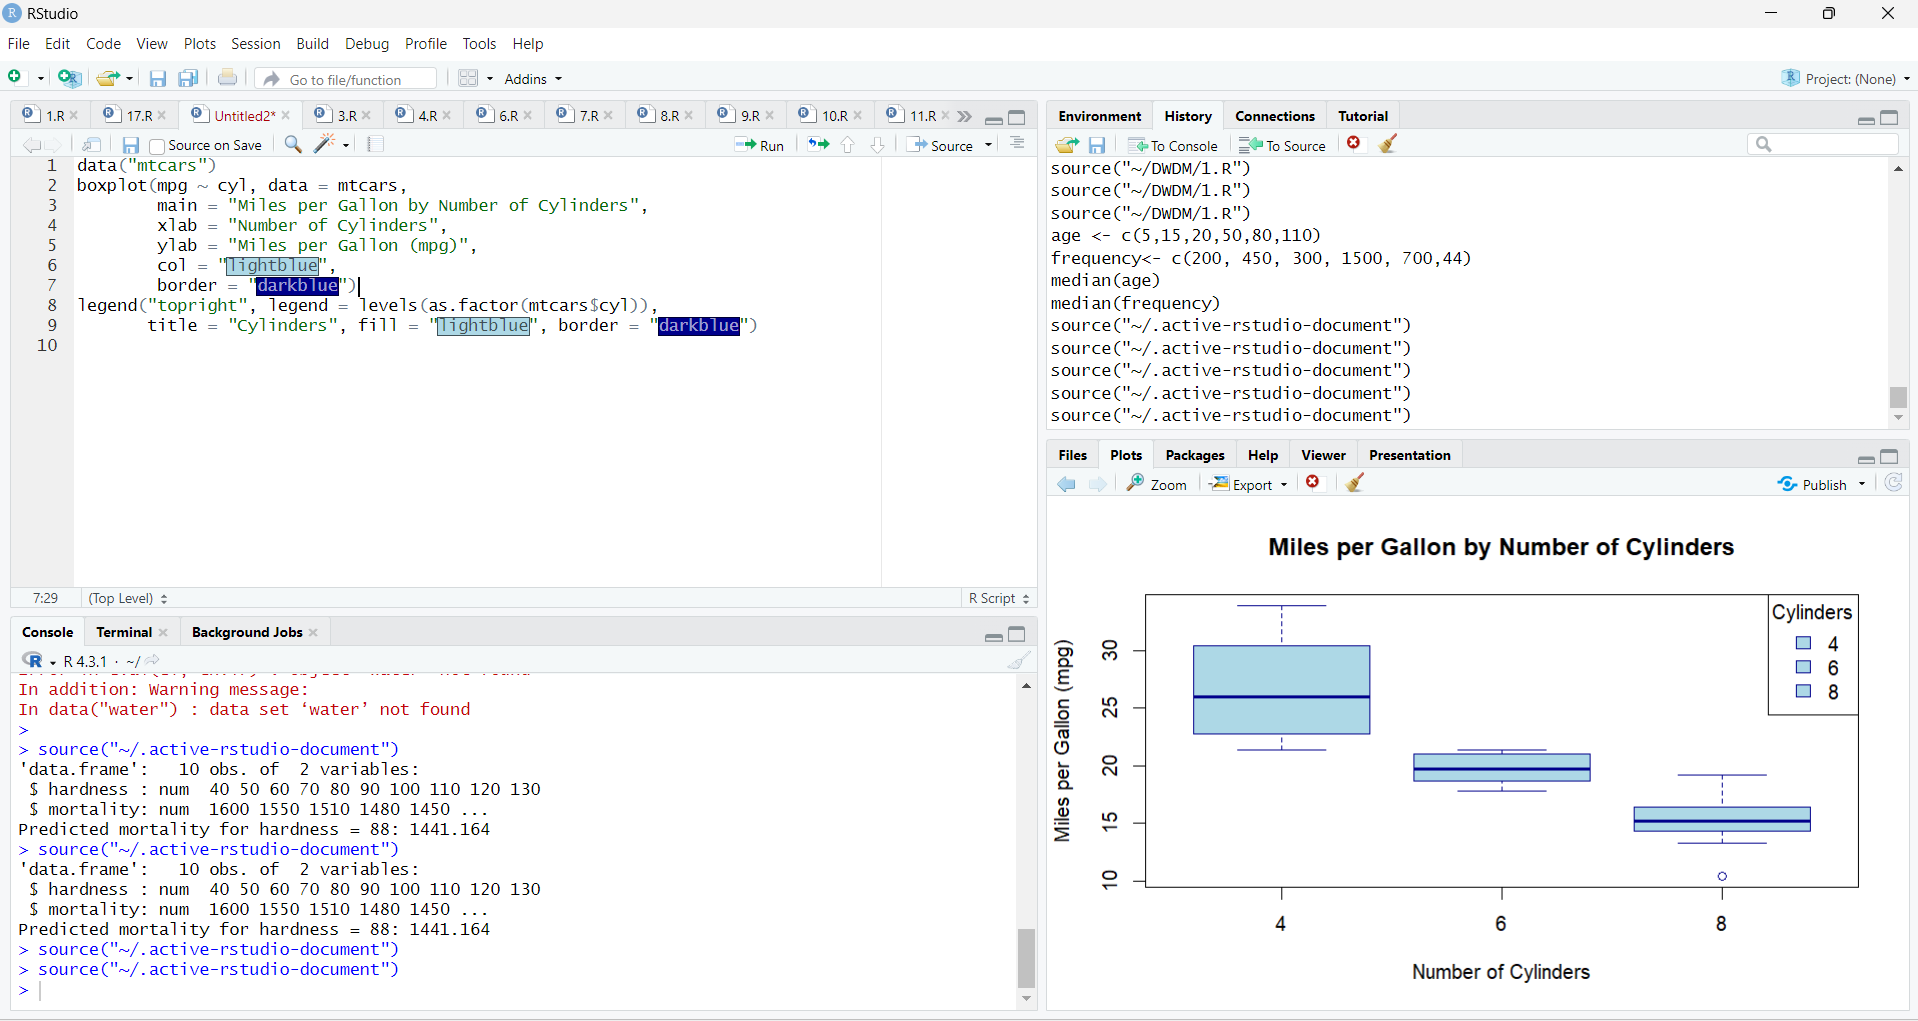 RStudio
File Edit Code View Plots Session Build Debug Profile Tools Help
Go to file/function Addins Project: (None)
1.R 17.R Untitled2* 3.R 4.R 6.R 7.R 8.R 9.R 10.R 11.R
Source on Save Run Source
1 data("mtcars")
2 boxplot(mpg ~ cyl, data = mtcars,
3 main = "Miles per Gallon by Number of Cylinders",
4 xlab = "Number of Cylinders",
5 ylab = "Miles per Gallon (mpg)",
6 col = "lightblue",
7 border = "darkblue")
8 legend("topright", legend = levels(as.factor(mtcars$cyl)),
9 title = "Cylinders", fill = "lightblue", border = "darkblue")
10
7:29 (Top Level) R Script
Console Terminal Background Jobs
R 4.3.1 · ~/
In addition: Warning message:
In data("water") : data set ‘water’ not found
>
> source("~/.active-rstudio-document")
'data.frame': 10 obs. of 2 variables:
$ hardness : num 40 50 60 70 80 90 100 110 120 130
$ mortality: num 1600 1550 1510 1480 1450 ...
Predicted mortality for hardness = 88: 1441.164
> source("~/.active-rstudio-document")
'data.frame': 10 obs. of 2 variables:
$ hardness : num 40 50 60 70 80 90 100 110 120 130
$ mortality: num 1600 1550 1510 1480 1450 ...
Predicted mortality for hardness = 88: 1441.164
> source("~/.active-rstudio-document")
> source("~/.active-rstudio-document")
>
Environment History Connections Tutorial
To Console To Source
source("~/DWDM/1.R")
source("~/DWDM/1.R")
source("~/DWDM/1.R")
age <- c(5,15,20,50,80,110)
frequency<- c(200, 450, 300, 1500, 700,44)
median(age)
median(frequency)
source("~/.active-rstudio-document")
source("~/.active-rstudio-document")
source("~/.active-rstudio-document")
source("~/.active-rstudio-document")
source("~/.active-rstudio-document")
Files Plots Packages Help Viewer Presentation
Zoom Export Publish
Miles per Gallon by Number of Cylinders
Cylinders
4
6
8
Miles per Gallon (mpg)
30
25
20
15
10
4 6 8
Number of Cylinders